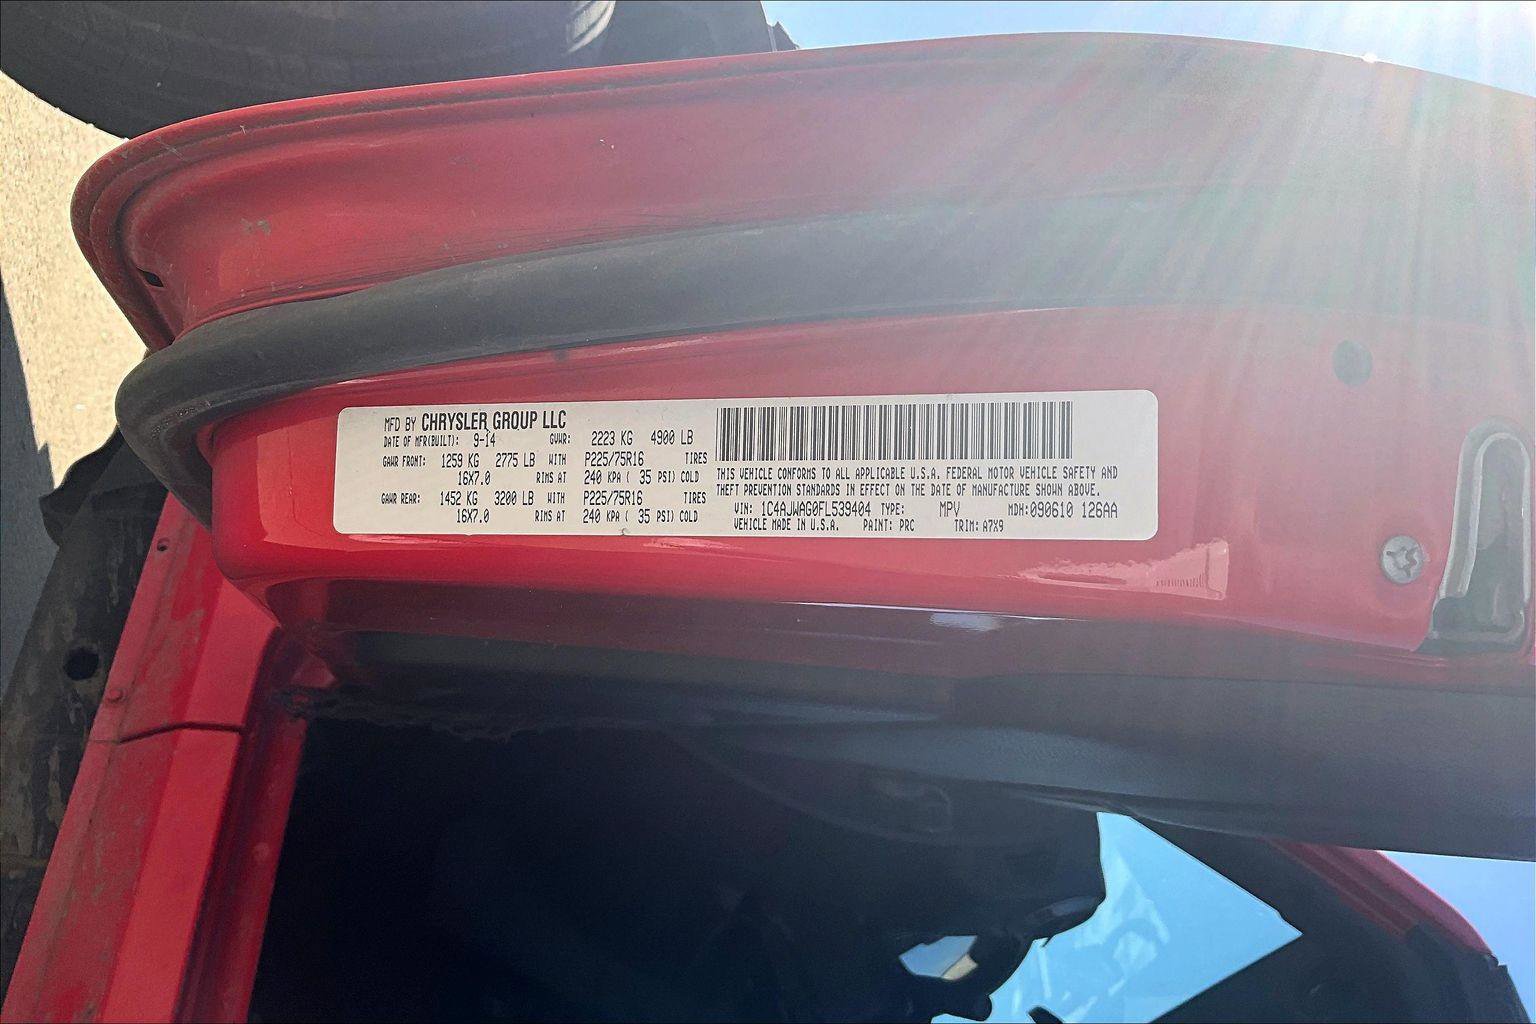 MFD BY CHRYSLER GROUP LLC
DATE OF MFR(BUILT): 9-14 GVWR: 2223 KG 4900 LB
GAWR FRONT: 1259 KG 2775 LB WITH P225/75R16 TIRES
16X7.0 RIMS AT 240 KPA ( 35 PSI) COLD
GAWR REAR: 1452 KG 3200 LB WITH P225/75R16 TIRES
16X7.0 RIMS AT 240 KPA ( 35 PSI) COLD
THIS VEHICLE CONFORMS TO ALL APPLICABLE U.S.A. FEDERAL MOTOR VEHICLE SAFETY AND
THEFT PREVENTION STANDARDS IN EFFECT ON THE DATE OF MANUFACTURE SHOWN ABOVE.
VIN: 1C4AJWAG0FL539404 TYPE: MPV MDH:090610 126AA
VEHICLE MADE IN U.S.A. PAINT: PRC TRIM: A7X9